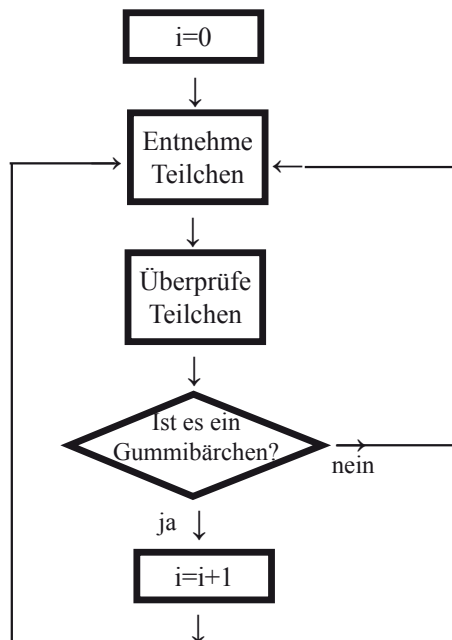 i=0
Entnehme
Teilchen
Überprüfe
Teilchen
Ist es ein
Gummibärchen?
nein
ja
i=i+1